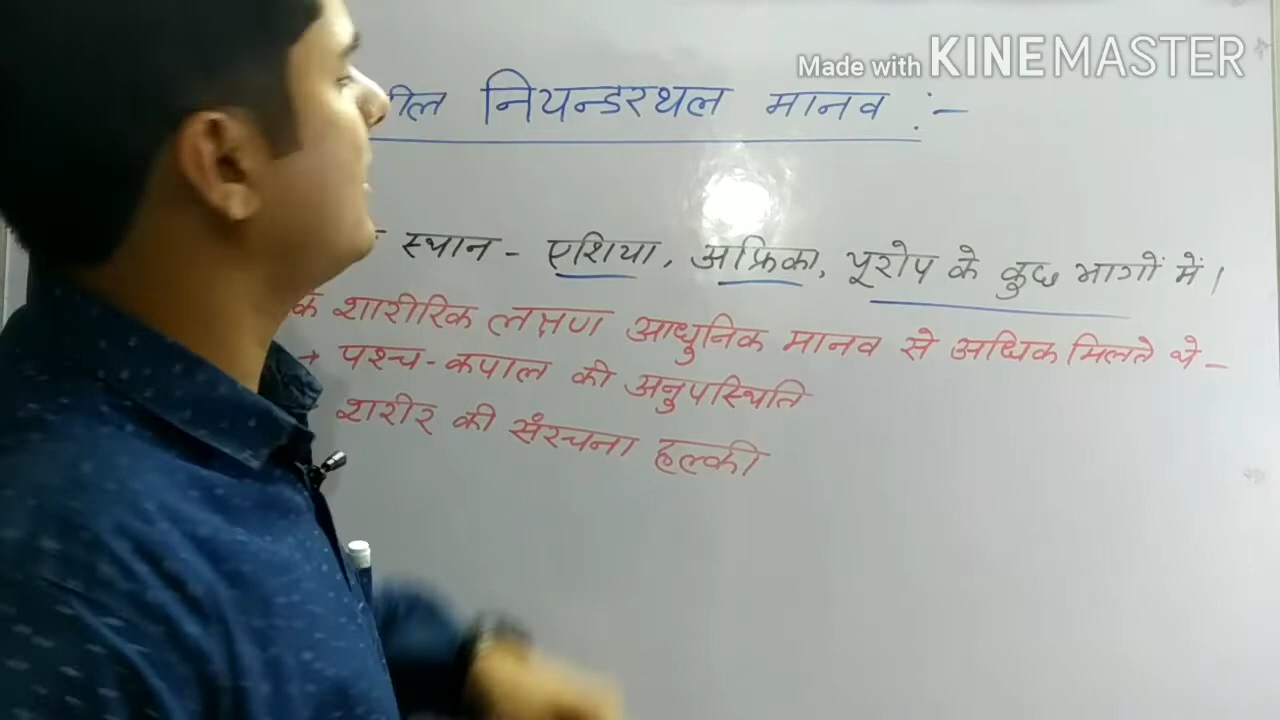 Made with KINEMASTER
नियन्डरथल मानव :-
स्थान - एशिया, अफ्रिका, यूरोप के कुछ भागों में।
के शारीरिक लक्षण आधुनिक मानव से अधिक मिलते थे -
→ पश्च-कपाल की अनुपस्थिति
शरीर की संरचना हल्की